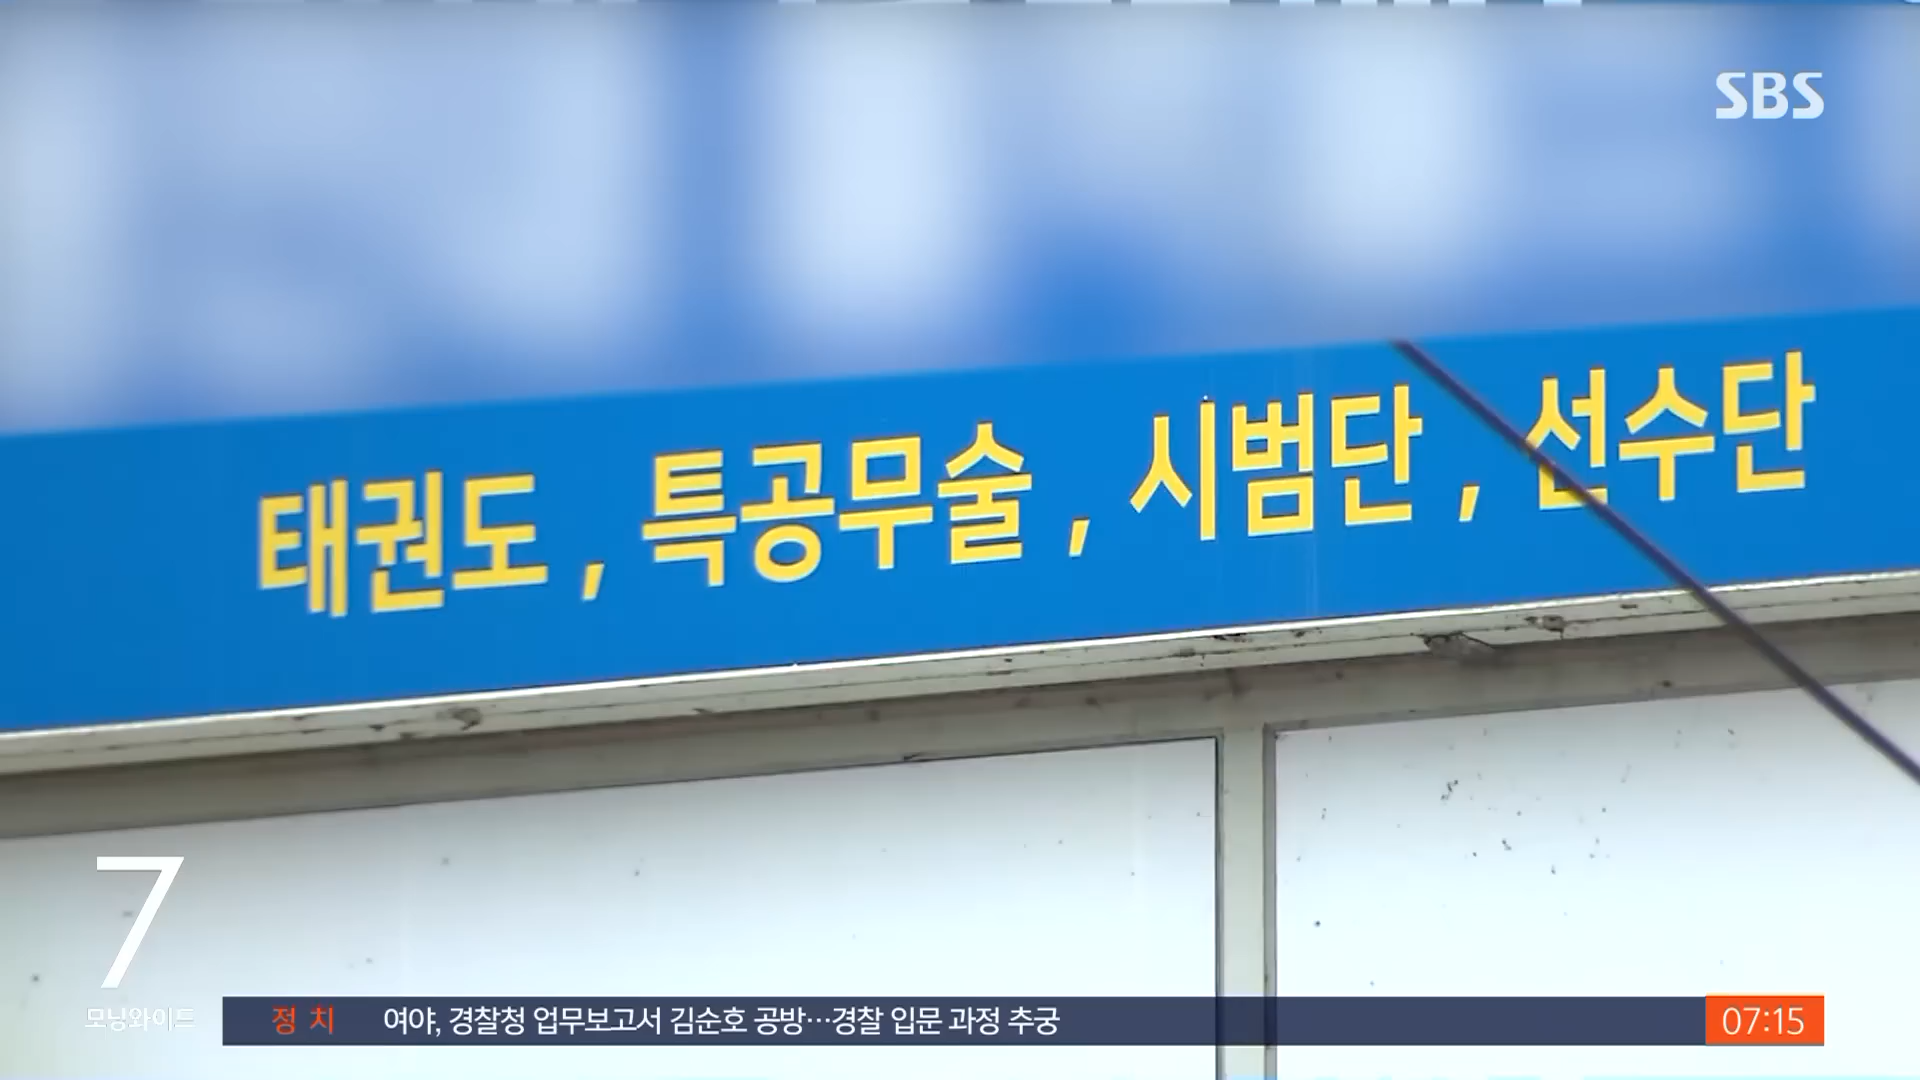 SBS
태권도 , 특공무술 , 시범단 , 선수단
7
모닝와이드
정 치 여야, 경찰청 업무보고서 김순호 공방…경찰 입문 과정 추궁 07:15